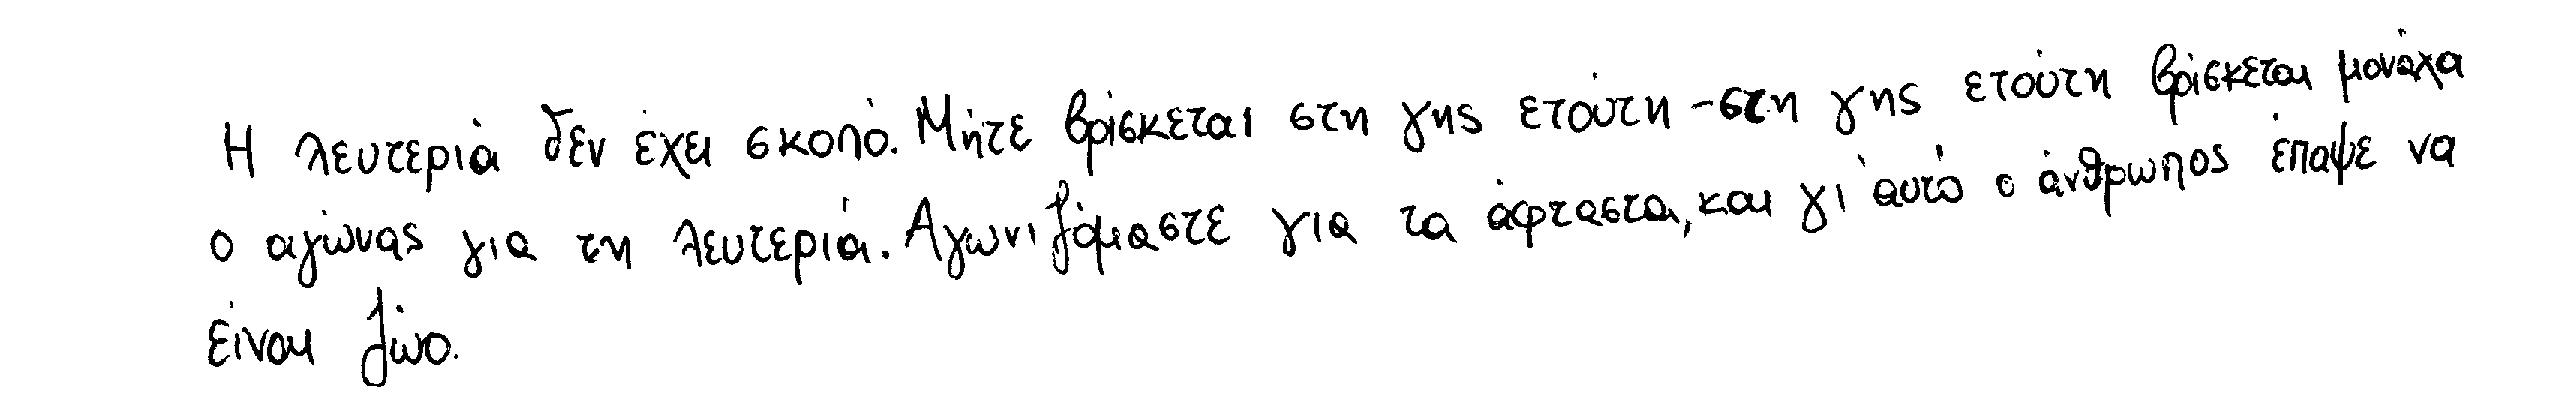 Η λευτεριά δεν έχει σκοπό. Μήτε βρίσκεται στη γης ετούτη -στη γης ετούτη βρίσκεται μονάχα
ο αγώνας για τη λευτεριά. Αγωνιζόμαστε για τα άφταστα, και γι' αυτό ο άνθρωπος έπαψε να
είναι ζώο.